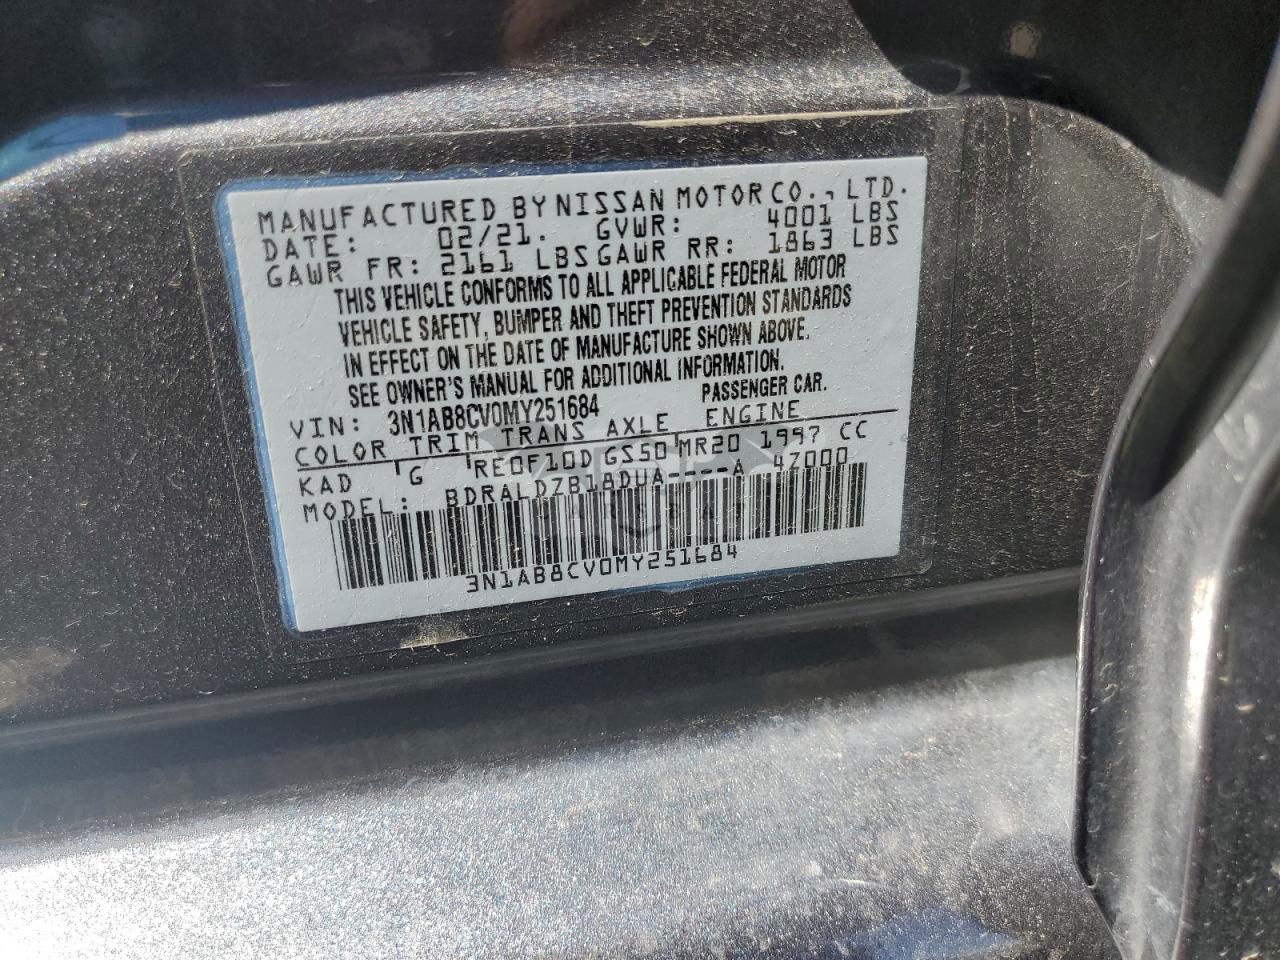 MANUFACTURED BY NISSAN MOTOR CO., LTD.
DATE: 02/21. GVWR: 4001 LBS
GAWR FR: 2161 LBS GAWR RR: 1863 LBS
THIS VEHICLE CONFORMS TO ALL APPLICABLE FEDERAL MOTOR
VEHICLE SAFETY, BUMPER AND THEFT PREVENTION STANDARDS
IN EFFECT ON THE DATE OF MANUFACTURE SHOWN ABOVE.
SEE OWNER'S MANUAL FOR ADDITIONAL INFORMATION.
VIN: 3N1AB8CV0MY251684 PASSENGER CAR.
COLOR TRIM TRANS AXLE ENGINE
KAD G RE0F10D GS50 MR20 1997 CC
MODEL: BDRALDZB18DUA----A 4Z000
3N1AB8CV0MY251684